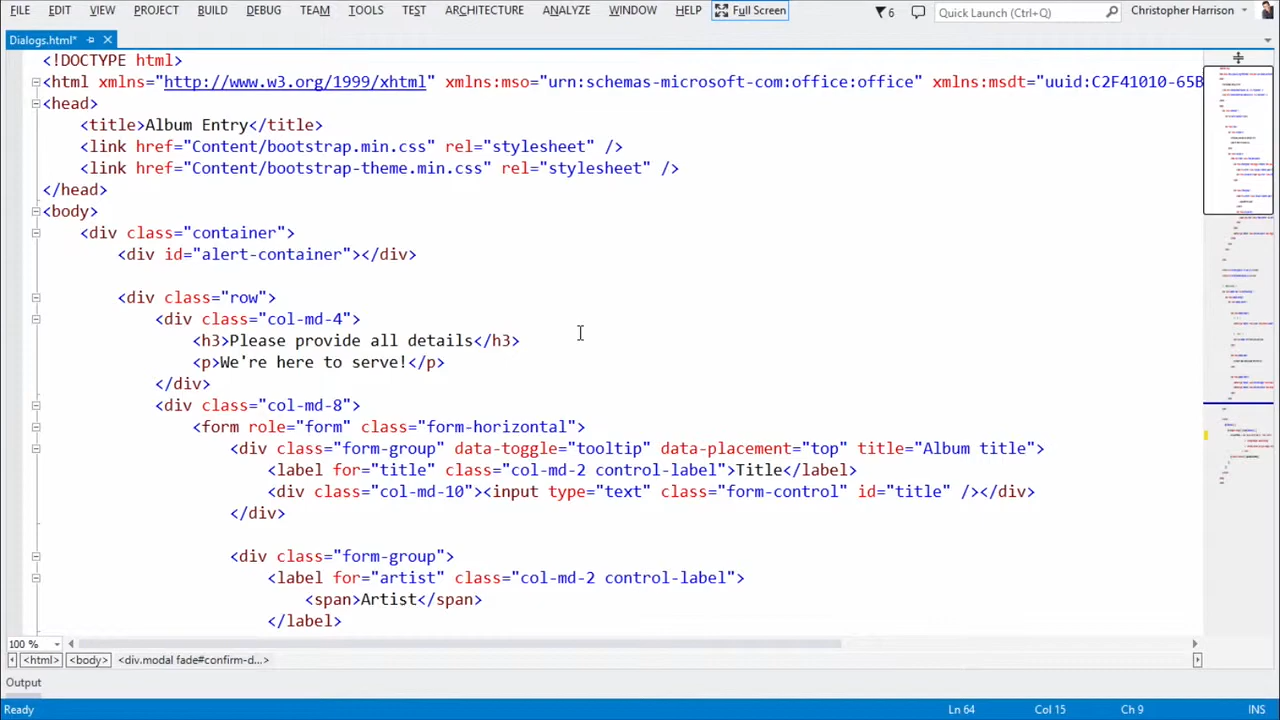 FILE EDIT VIEW PROJECT BUILD DEBUG TEAM TOOLS TEST ARCHITECTURE ANALYZE WINDOW HELP Full Screen 6 Quick Launch (Ctrl+Q) Christopher Harrison
Dialogs.html*
<!DOCTYPE html>
<html xmlns="http://www.w3.org/1999/xhtml" xmlns:mso="urn:schemas-microsoft-com:office:office" xmlns:msdt="uuid:C2F41010-65B
<head>
<title>Album Entry</title>
<link href="Content/bootstrap.min.css" rel="stylesheet" />
<link href="Content/bootstrap-theme.min.css" rel="stylesheet" />
</head>
<body>
<div class="container">
<div id="alert-container"></div>
<div class="row">
<div class="col-md-4">
<h3>Please provide all details</h3>
<p>We're here to serve!</p>
</div>
<div class="col-md-8">
<form role="form" class="form-horizontal">
<div class="form-group" data-toggle="tooltip" data-placement="top" title="Album title">
<label for="title" class="col-md-2 control-label">Title</label>
<div class="col-md-10"><input type="text" class="form-control" id="title" /></div>
</div>
<div class="form-group">
<label for="artist" class="col-md-2 control-label">
<span>Artist</span>
</label>
100 %
<html> <body> <div.modal fade#confirm-d...>
Output
Ready Ln 64 Col 15 Ch 9 INS